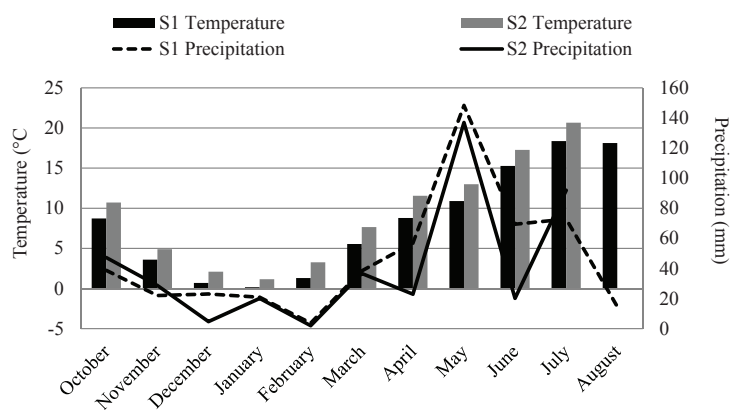 S1 Temperature S2 Temperature
S1 Precipitation S2 Precipitation
Temperature (°C
25
20
15
10
5
0
-5
160
140
120
100
80
60
40
20
0
Precipitation (mm)
October
November
December
January
February
March
April
May
June
July
August